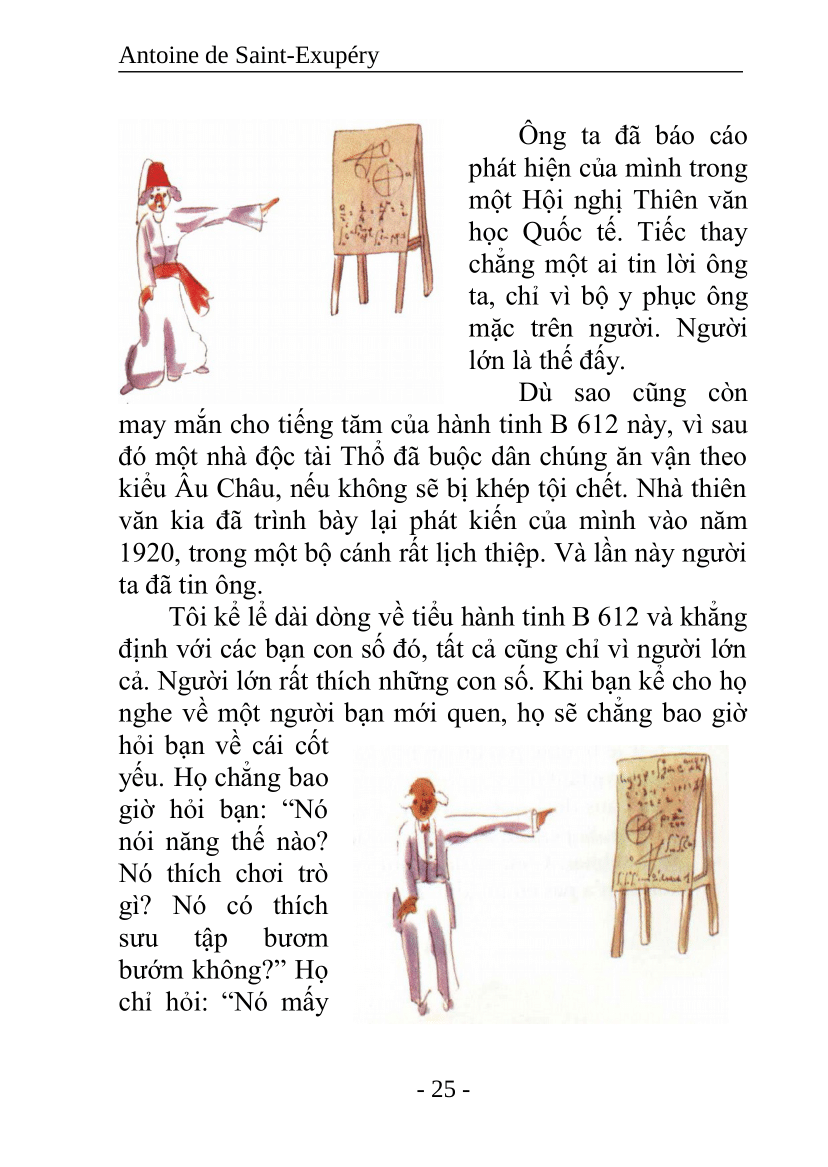 Antoine de Saint-Exupéry
Ông ta đã báo cáo
phát hiện của mình trong
một Hội nghị Thiên văn
học Quốc tế. Tiếc thay
chẳng một ai tin lời ông
ta, chỉ vì bộ y phục ông
mặc trên người. Người
lớn là thế đấy.
Dù sao cũng còn
may mắn cho tiếng tăm của hành tinh B 612 này, vì sau
đó một nhà độc tài Thổ đã buộc dân chúng ăn vận theo
kiểu Âu Châu, nếu không sẽ bị khép tội chết. Nhà thiên
văn kia đã trình bày lại phát kiến của mình vào năm
1920, trong một bộ cánh rất lịch thiệp. Và lần này người
ta đã tin ông.
Tôi kể lể dài dòng về tiểu hành tinh B 612 và khẳng
định với các bạn con số đó, tất cả cũng chỉ vì người lớn
cả. Người lớn rất thích những con số. Khi bạn kể cho họ
nghe về một người bạn mới quen, họ sẽ chẳng bao giờ
hỏi bạn về cái cốt
yếu. Họ chẳng bao
giờ hỏi bạn: “Nó
nói năng thế nào?
Nó thích chơi trò
gì? Nó có thích
sưu tập bươm
bướm không?” Họ
chỉ hỏi: “Nó mấy
- 25 -